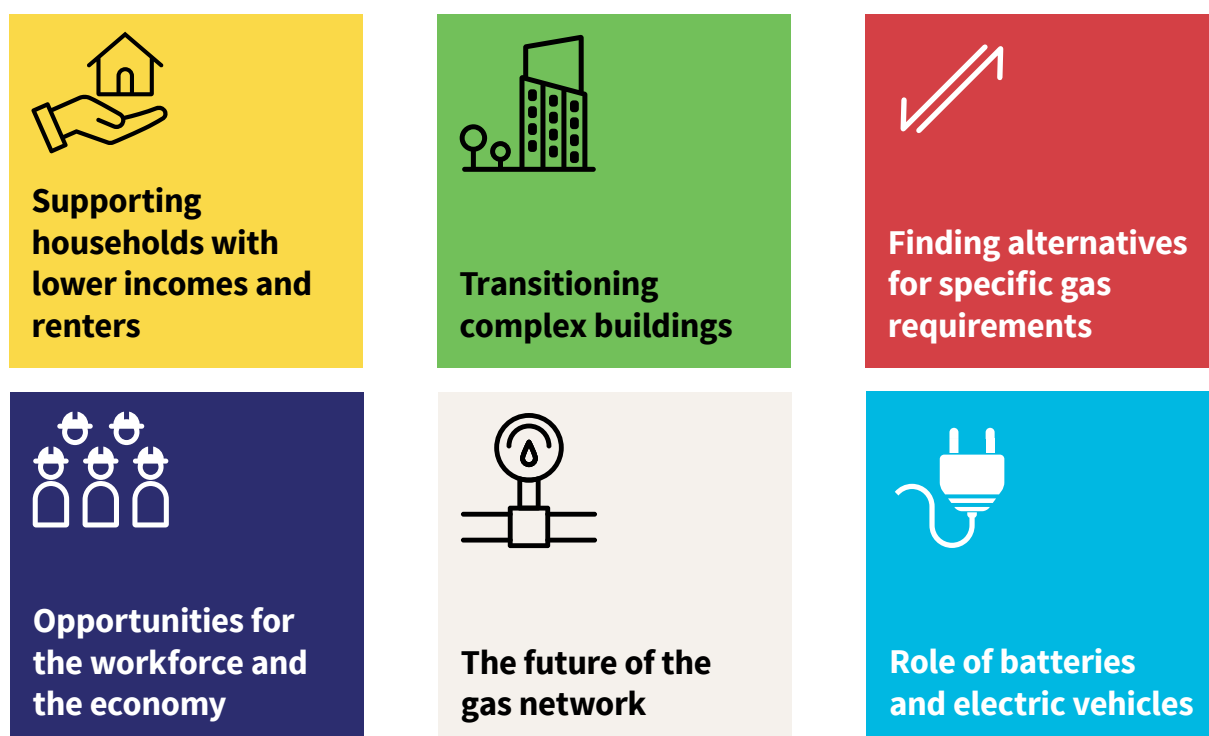 Supporting
households with
lower incomes and
renters
Transitioning
complex buildings
Finding alternatives
for specific gas
requirements
Opportunities for
the workforce and
the economy
The future of the
gas network
Role of batteries
and electric vehicles